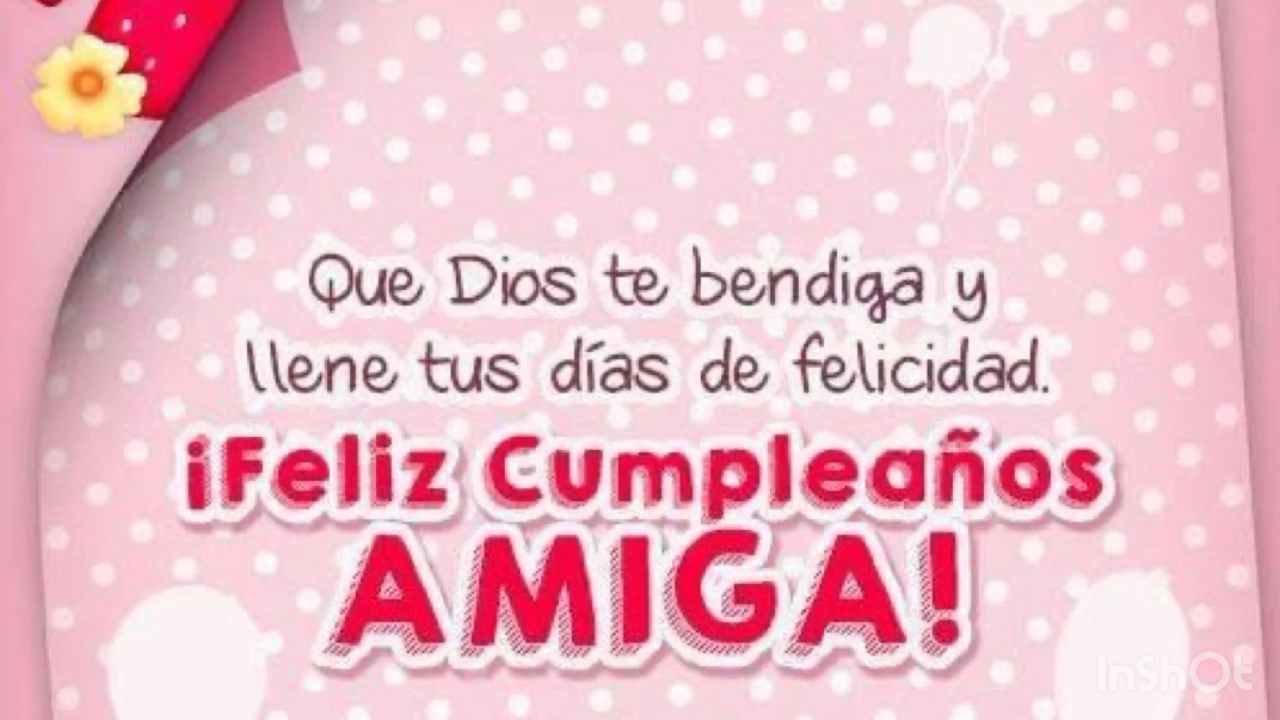 Que Dios te bendiga y
llene tus días de felicidad.
¡Feliz Cumpleaños
AMIGA!
InShOt